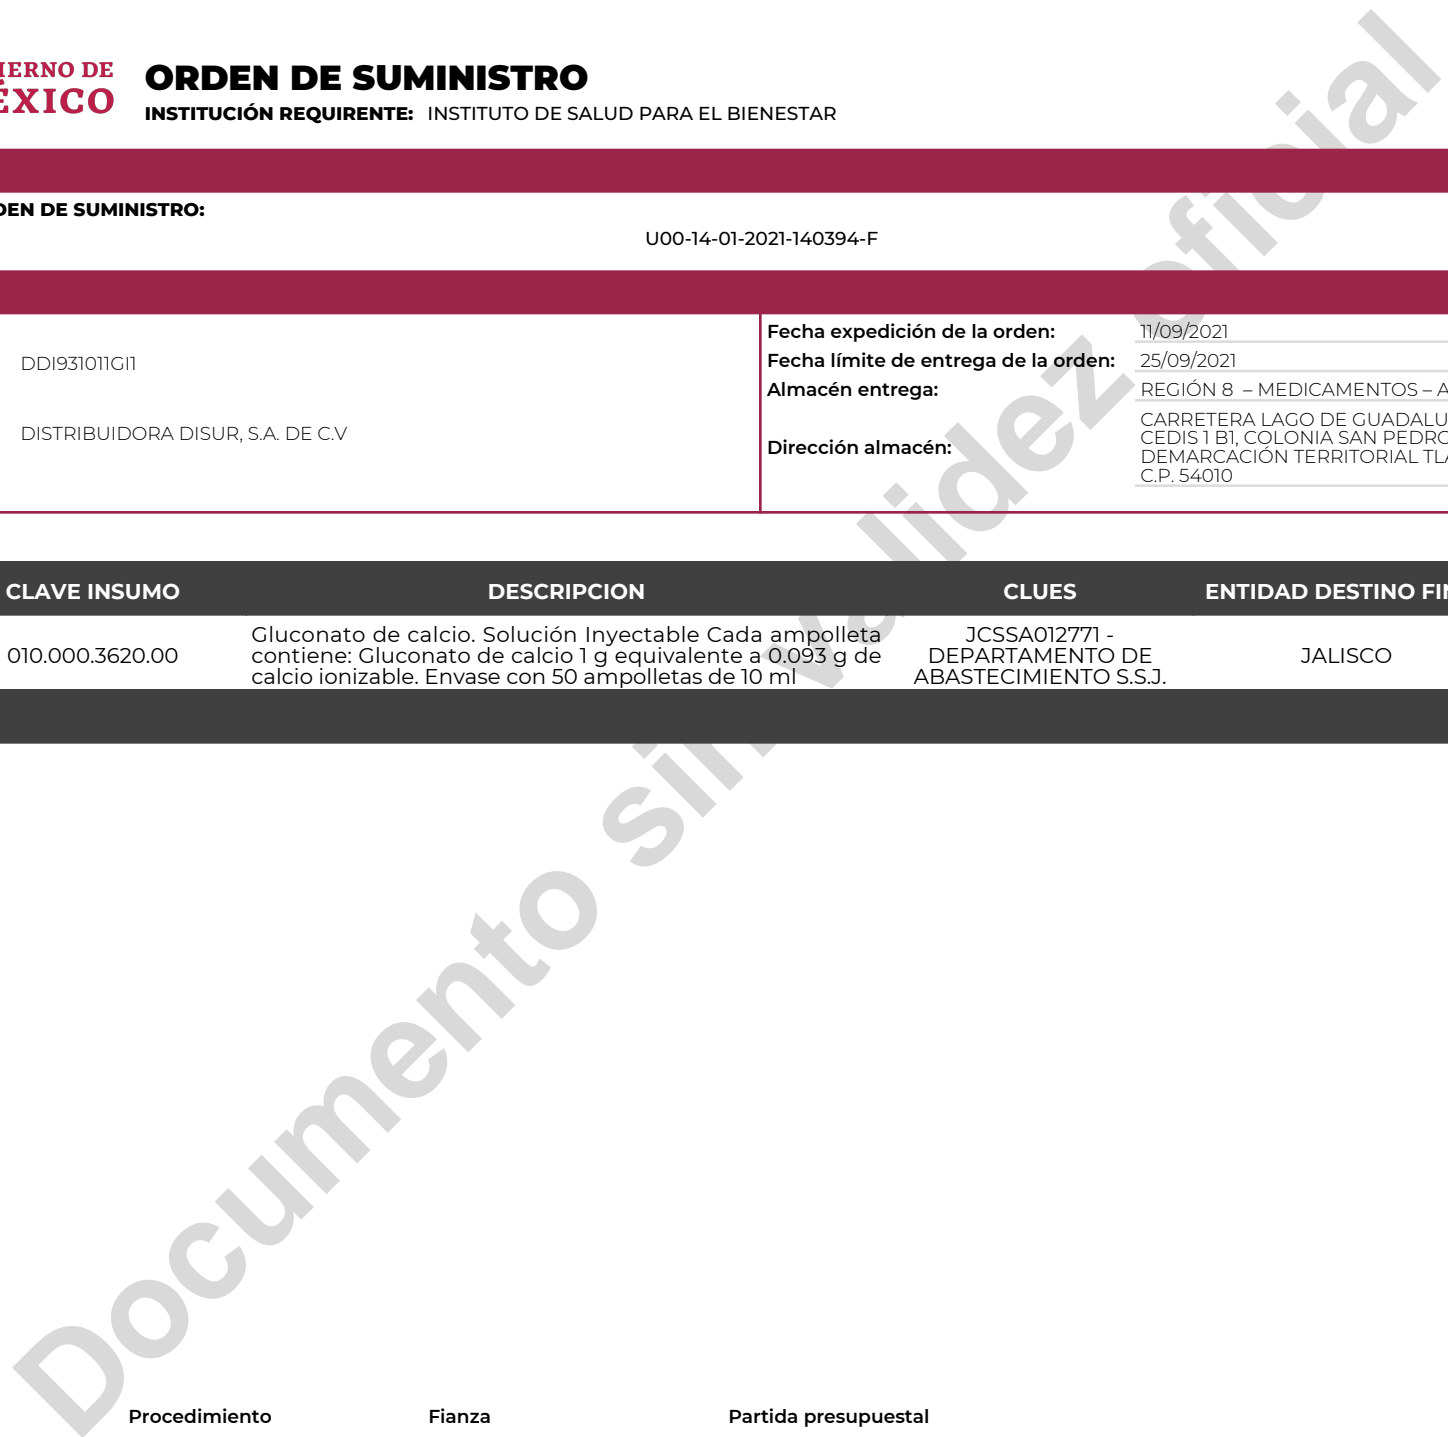 IERNO DE
ÉXICO
ORDEN DE SUMINISTRO
INSTITUCIÓN REQUIRENTE: INSTITUTO DE SALUD PARA EL BIENESTAR
DEN DE SUMINISTRO:
U00-14-01-2021-140394-F
DDI931011GI1
DISTRIBUIDORA DISUR, S.A. DE C.V
Fecha expedición de la orden: 11/09/2021
Fecha límite de entrega de la orden: 25/09/2021
Almacén entrega: REGIÓN 8 – MEDICAMENTOS – A
Dirección almacén:
CARRETERA LAGO DE GUADALU
CEDIS 1 B1, COLONIA SAN PEDRO
DEMARCACIÓN TERRITORIAL TLA
C.P. 54010
CLAVE INSUMO DESCRIPCION CLUES ENTIDAD DESTINO FIN
010.000.3620.00
Gluconato de calcio. Solución Inyectable Cada ampolleta
contiene: Gluconato de calcio 1 g equivalente a 0.093 g de
calcio ionizable. Envase con 50 ampolletas de 10 ml
JCSSA012771 -
DEPARTAMENTO DE
ABASTECIMIENTO S.S.J.
JALISCO
Documento sin validez oficial
Procedimiento Fianza Partida presupuestal